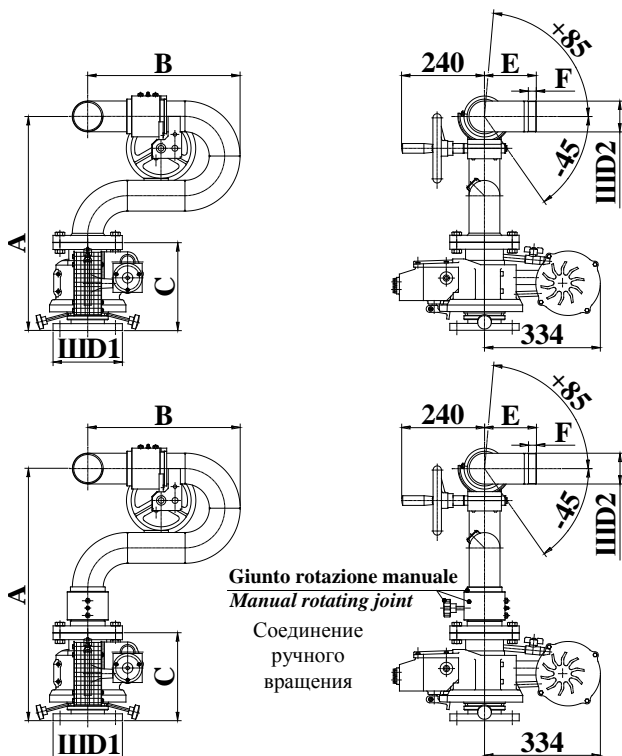 B
A
C
ШD1
240
E
F
+85
-45
ШD2
334
B
A
C
ШD1
240
E
F
+85
-45
ШD2
Giunto rotazione manuale
Manual rotating joint
Соединение
ручного
вращения
334